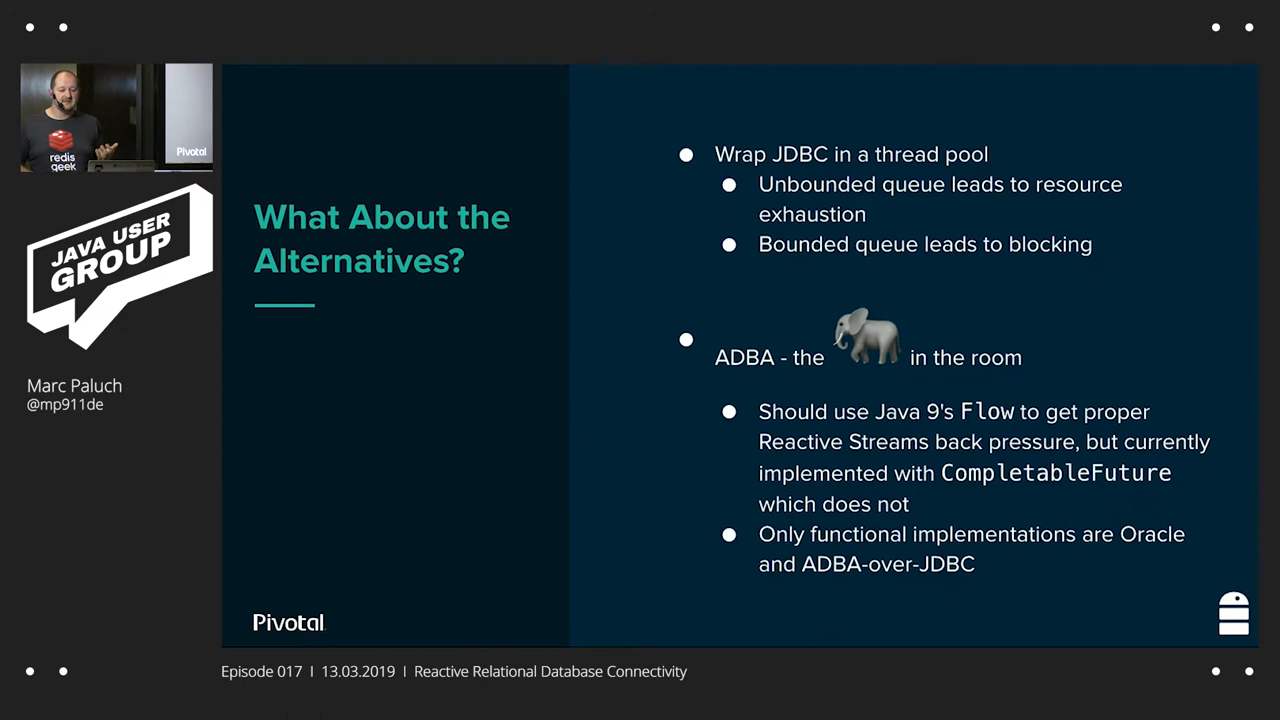 redis
geek
Pivotal
JAVA USER
GROUP
Marc Paluch
@mp911de
What About the
Alternatives?
Wrap JDBC in a thread pool
Unbounded queue leads to resource
exhaustion
Bounded queue leads to blocking
ADBA - the 🐘 in the room
Should use Java 9's Flow to get proper
Reactive Streams back pressure, but currently
implemented with CompletableFuture
which does not
Only functional implementations are Oracle
and ADBA-over-JDBC
Pivotal
Episode 017 I 13.03.2019 I Reactive Relational Database Connectivity